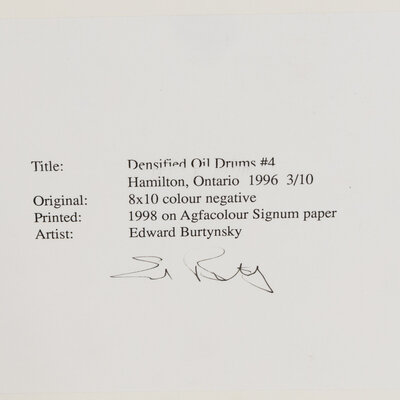 Title: Densified Oil Drums #4
Hamilton, Ontario 1996 3/10
Original: 8x10 colour negative
Printed: 1998 on Agfacolour Signum paper
Artist: Edward Burtynsky